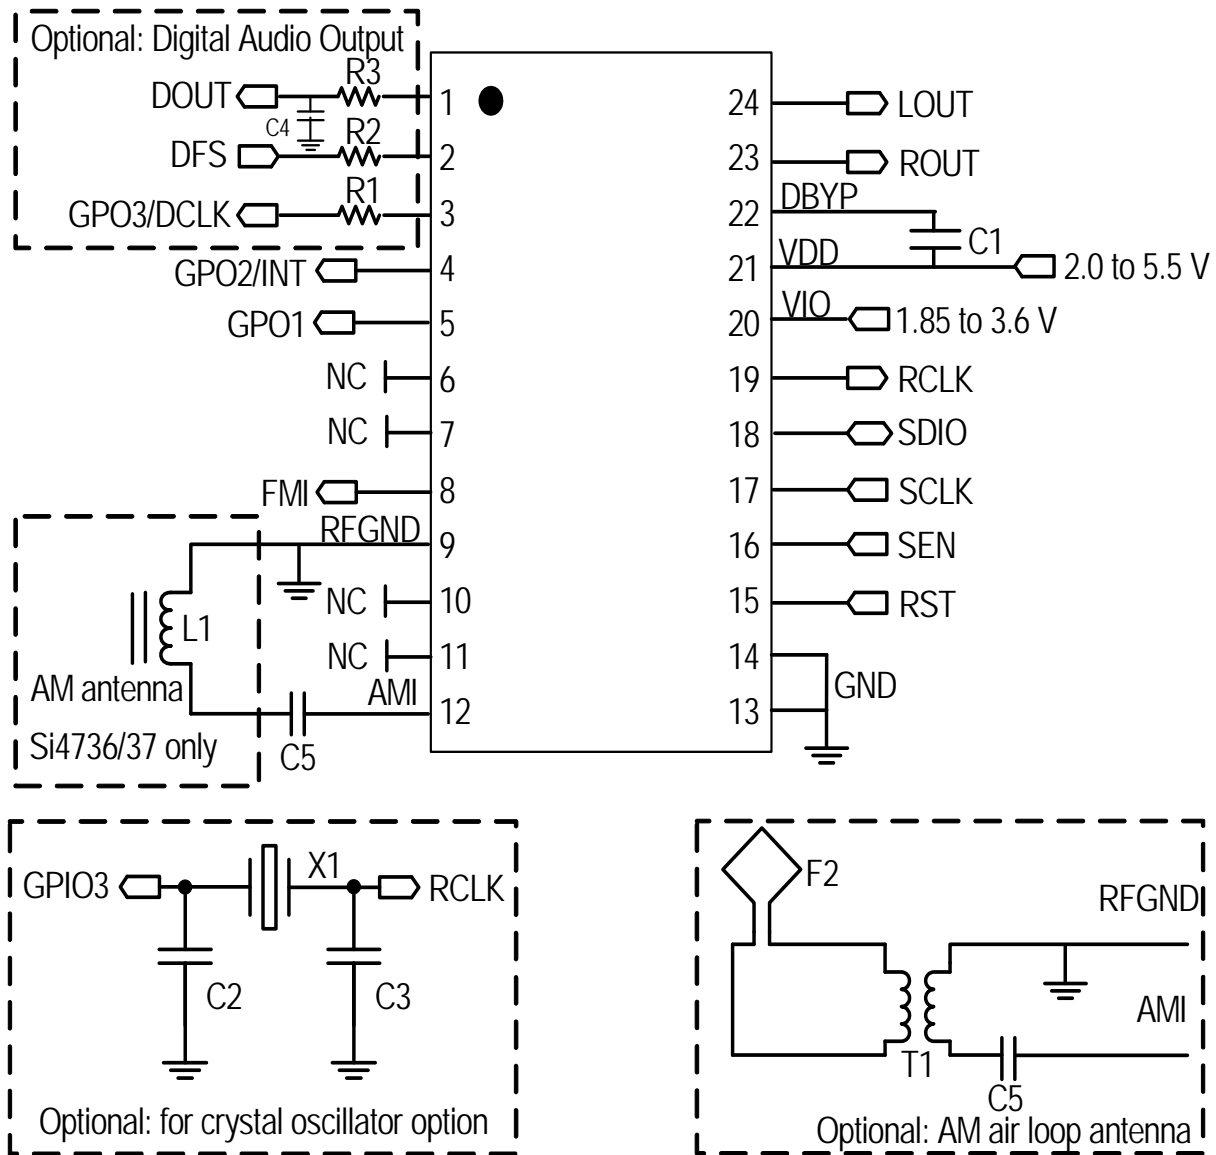 Optional: Digital Audio Output
R3
DOUT
1
C4
R2
DFS
2
R1
GPO3/DCLK
3
GPO2/INT
4
GPO1
5
NC
6
NC
7
FMI
8
RFGND
9
NC
10
L1
NC
11
AM antenna
AMI
12
Si4736/37 only
C5
24
LOUT
23
ROUT
DBYP
22
C1
VDD
21
2.0 to 5.5 V
VIO
20
1.85 to 3.6 V
19
RCLK
18
SDIO
17
SCLK
16
SEN
15
RST
14
GND
13
X1
GPIO3
RCLK
C2
C3
Optional: for crystal oscillator option
F2
RFGND
AMI
T1
C5
Optional: AM air loop antenna